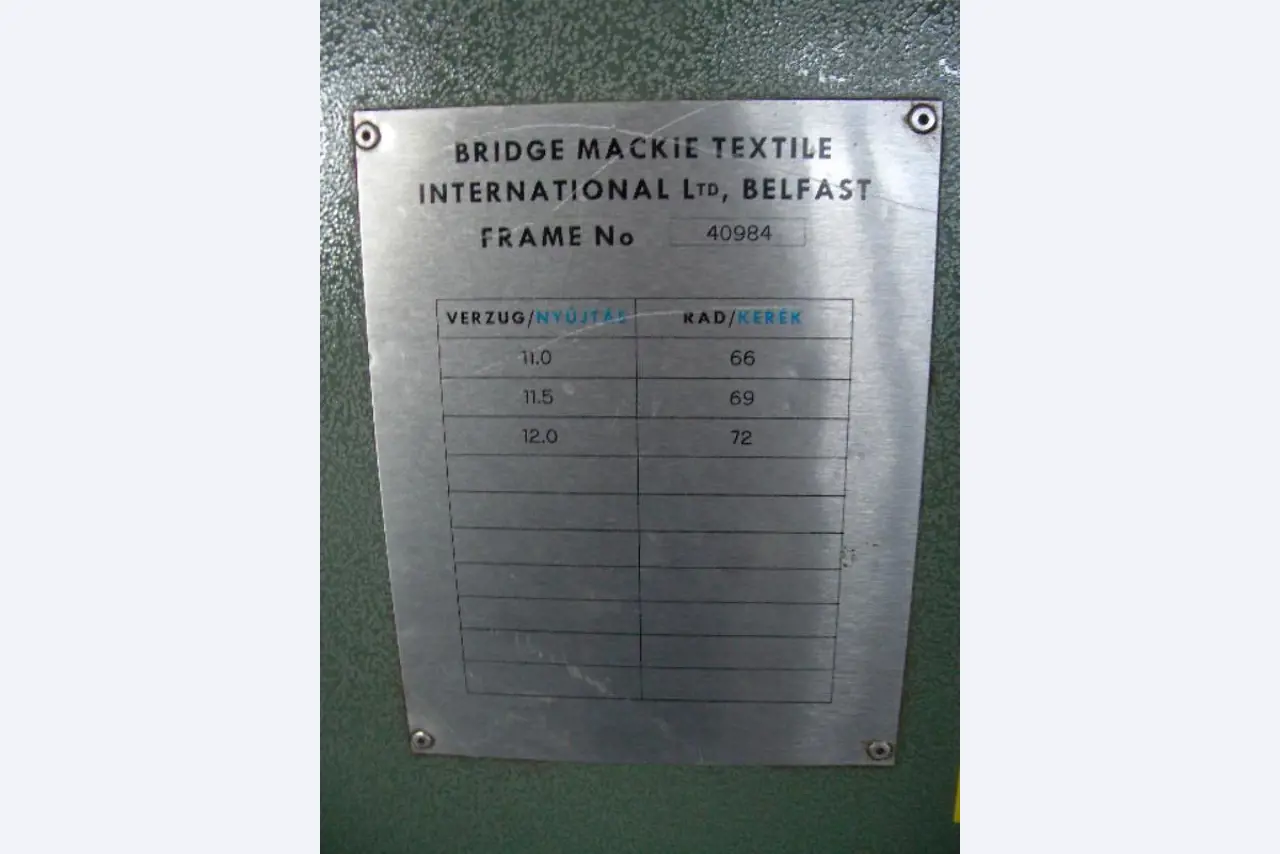 BRIDGE MACKiE TEXTILE
INTERNATIONAL LTD, BELFAST
FRAME No 40984
VERZUG/NYÚJTÁS RAD/KERÉK
11.0 66
11.5 69
12.0 72